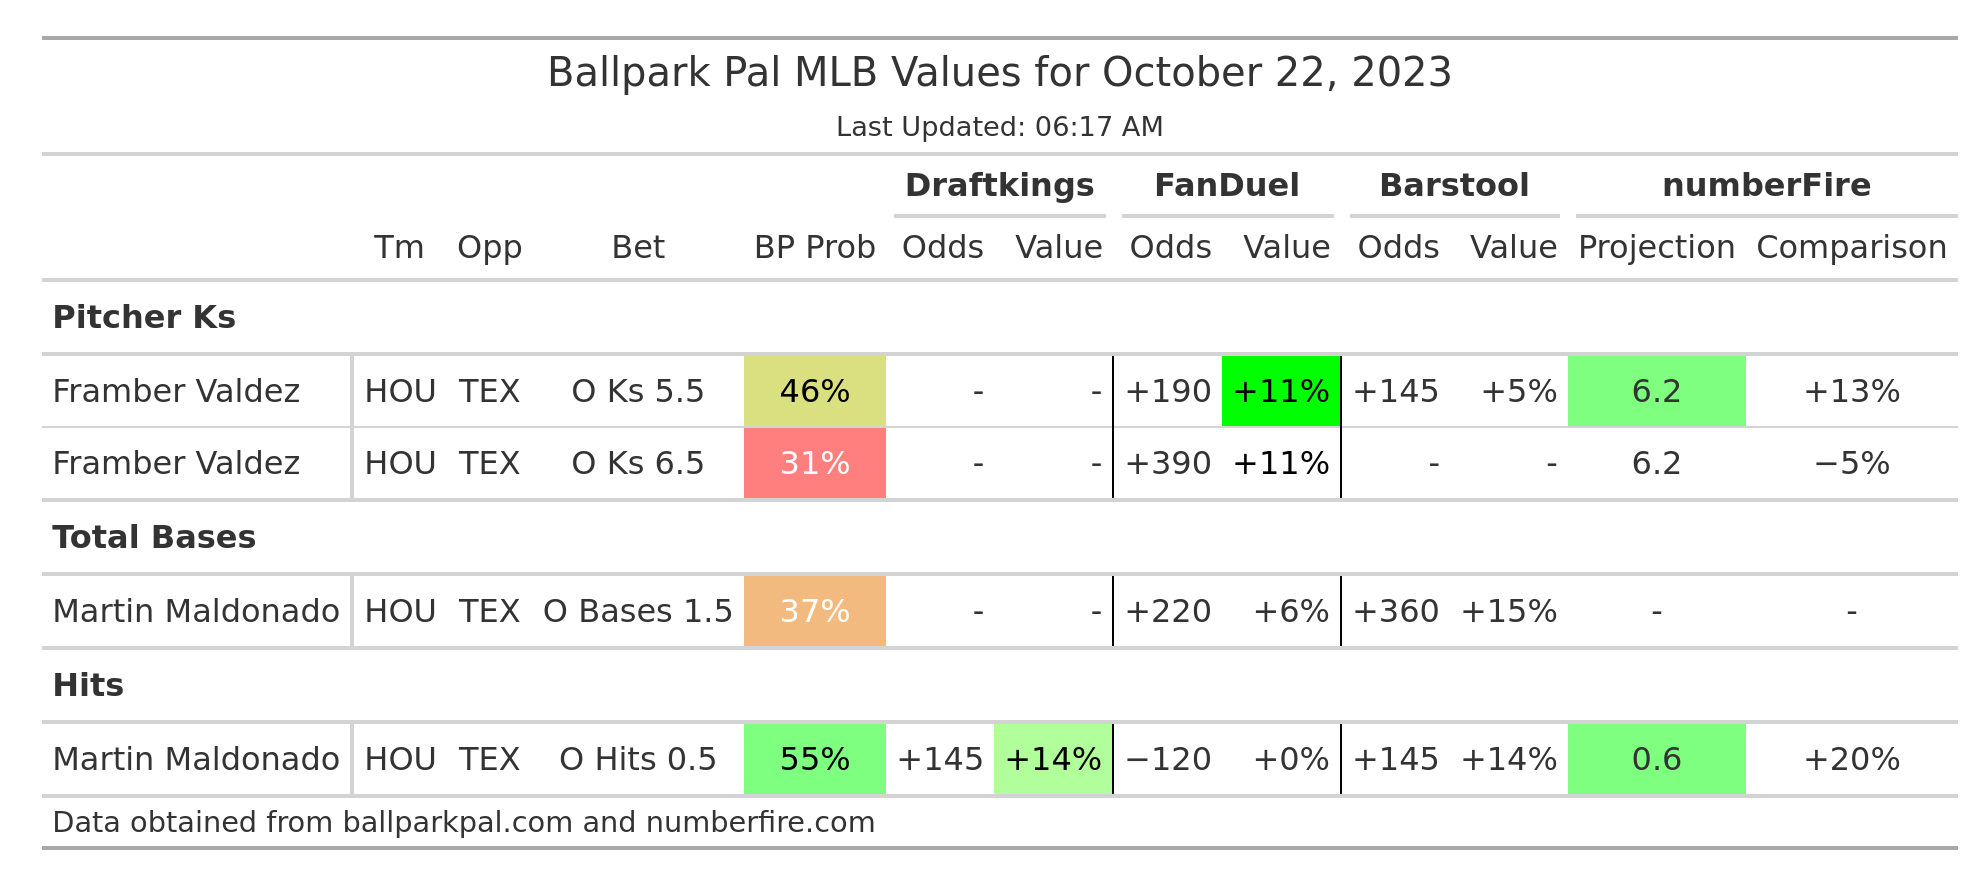 Ballpark Pal MLB Values for October 22, 2023
Last Updated: 06:17 AM
Draftkings FanDuel Barstool numberFire
Tm Opp Bet BP Prob Odds Value Odds Value Odds Value Projection Comparison
Pitcher Ks
Framber Valdez HOU TEX O Ks 5.5 46% - - +190 +11% +145 +5% 6.2 +13%
Framber Valdez HOU TEX O Ks 6.5 31% - - +390 +11% - - 6.2 −5%
Total Bases
Martin Maldonado HOU TEX O Bases 1.5 37% - - +220 +6% +360 +15% - -
Hits
Martin Maldonado HOU TEX O Hits 0.5 55% +145 +14% −120 +0% +145 +14% 0.6 +20%
Data obtained from ballparkpal.com and numberfire.com